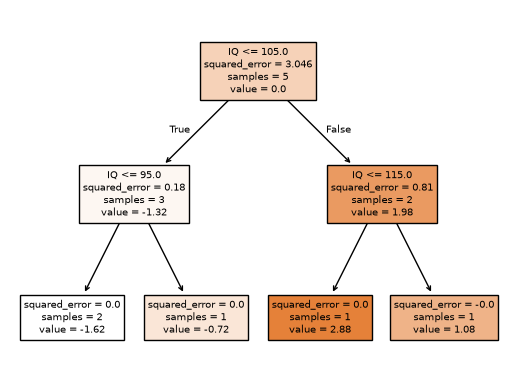 IQ <= 105.0
squared_error = 3.046
samples = 5
value = 0.0
True
False
IQ <= 95.0
squared_error = 0.18
samples = 3
value = -1.32
IQ <= 115.0
squared_error = 0.81
samples = 2
value = 1.98
squared_error = 0.0
samples = 2
value = -1.62
squared_error = 0.0
samples = 1
value = -0.72
squared_error = 0.0
samples = 1
value = 2.88
squared_error = -0.0
samples = 1
value = 1.08